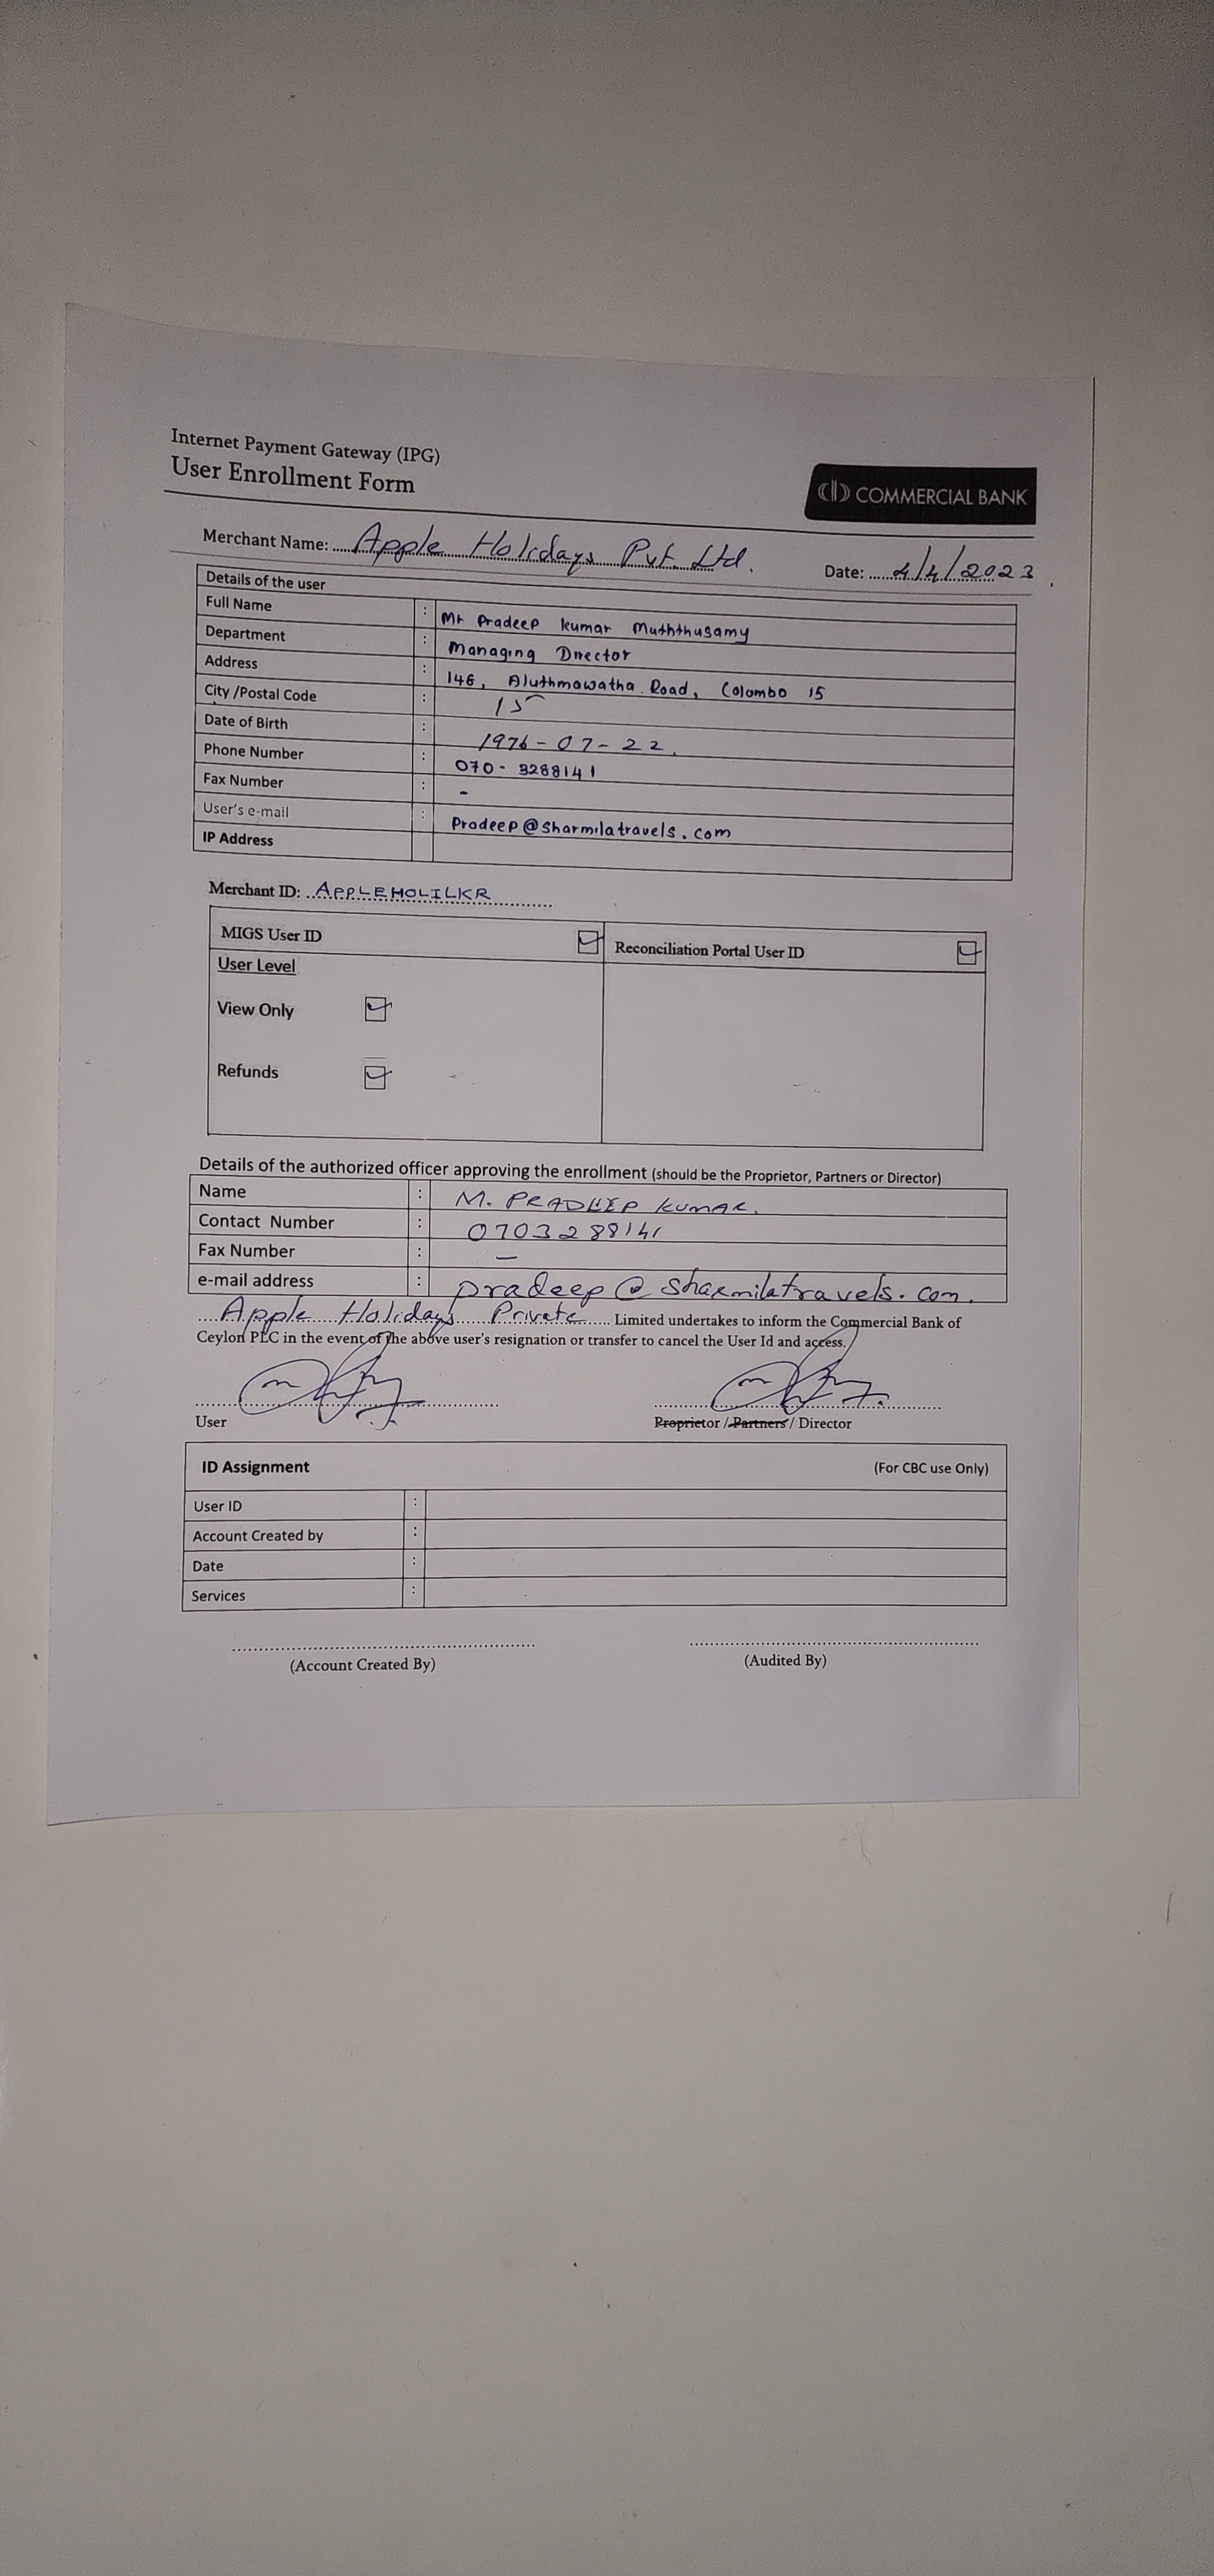 Internet Payment Gateway (IPG)
User Enrollment Form
COMMERCIAL BANK
Merchant Name: Apple Holidays Pvt. Ltd.
Date: 4/4/2023
Details of the user
Full Name : Mr Pradeep kumar Muththusamy
Department : Managing Director
Address : 146, Aluthmawatha Road, Colombo 15
City /Postal Code : 15
Date of Birth : 1976-07-22
Phone Number : 070-3288141
Fax Number : -
User's e-mail : Pradeep@sharmilatravels.com
IP Address
Merchant ID: APPLEHOLILKR
MIGS User ID
Reconciliation Portal User ID
User Level
View Only
Refunds
Details of the authorized officer approving the enrollment (should be the Proprietor, Partners or Director)
Name : M. PRADEEP KUMAR.
Contact Number : 0703288141
Fax Number : -
e-mail address : pradeep@sharmilatravels.com.
Apple Holidays Private Limited undertakes to inform the Commercial Bank of
Ceylon PLC in the event of the above user's resignation or transfer to cancel the User Id and access.
User
Proprietor / Partners / Director
ID Assignment (For CBC use Only)
User ID :
Account Created by :
Date :
Services :
(Account Created By)
(Audited By)